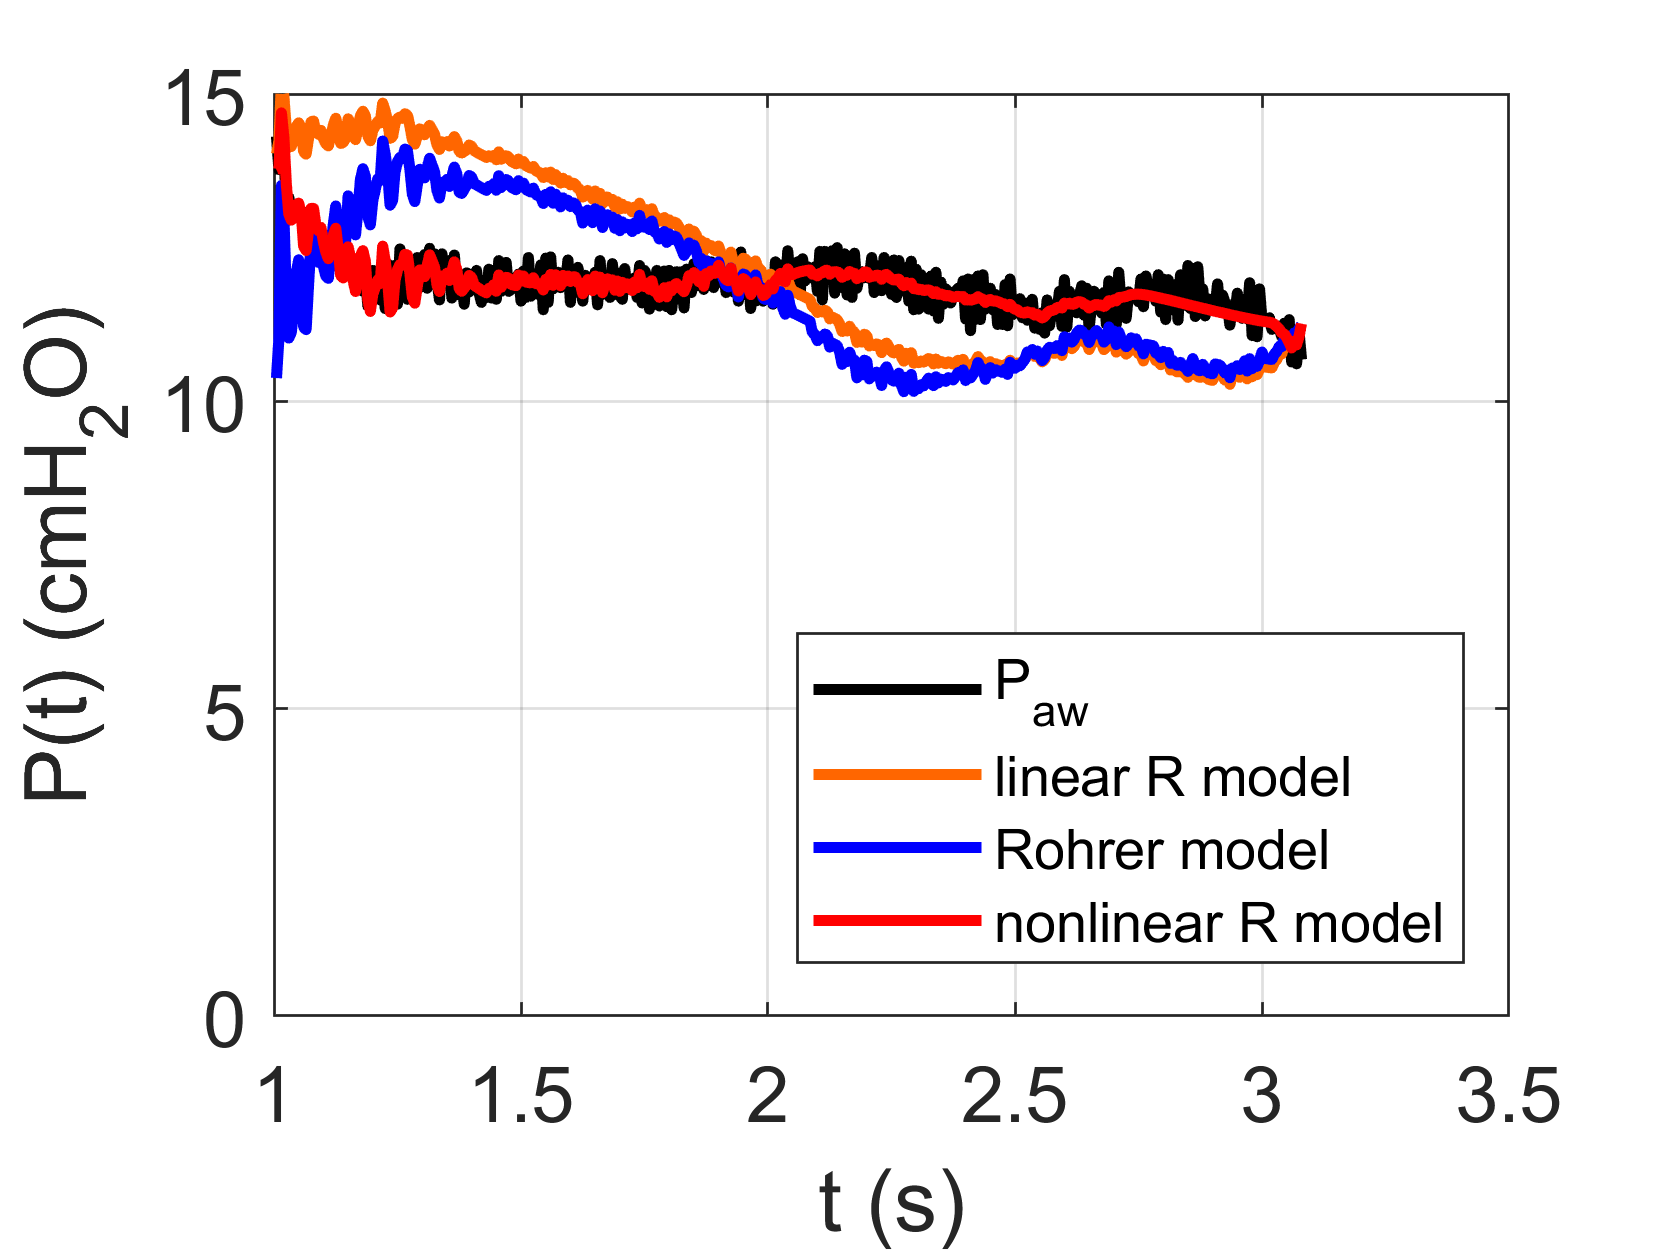 P(t) (cmH2O)
15
10
5
0
Paw
linear R model
Rohrer model
nonlinear R model
1 1.5 2 2.5 3 3.5
t (s)